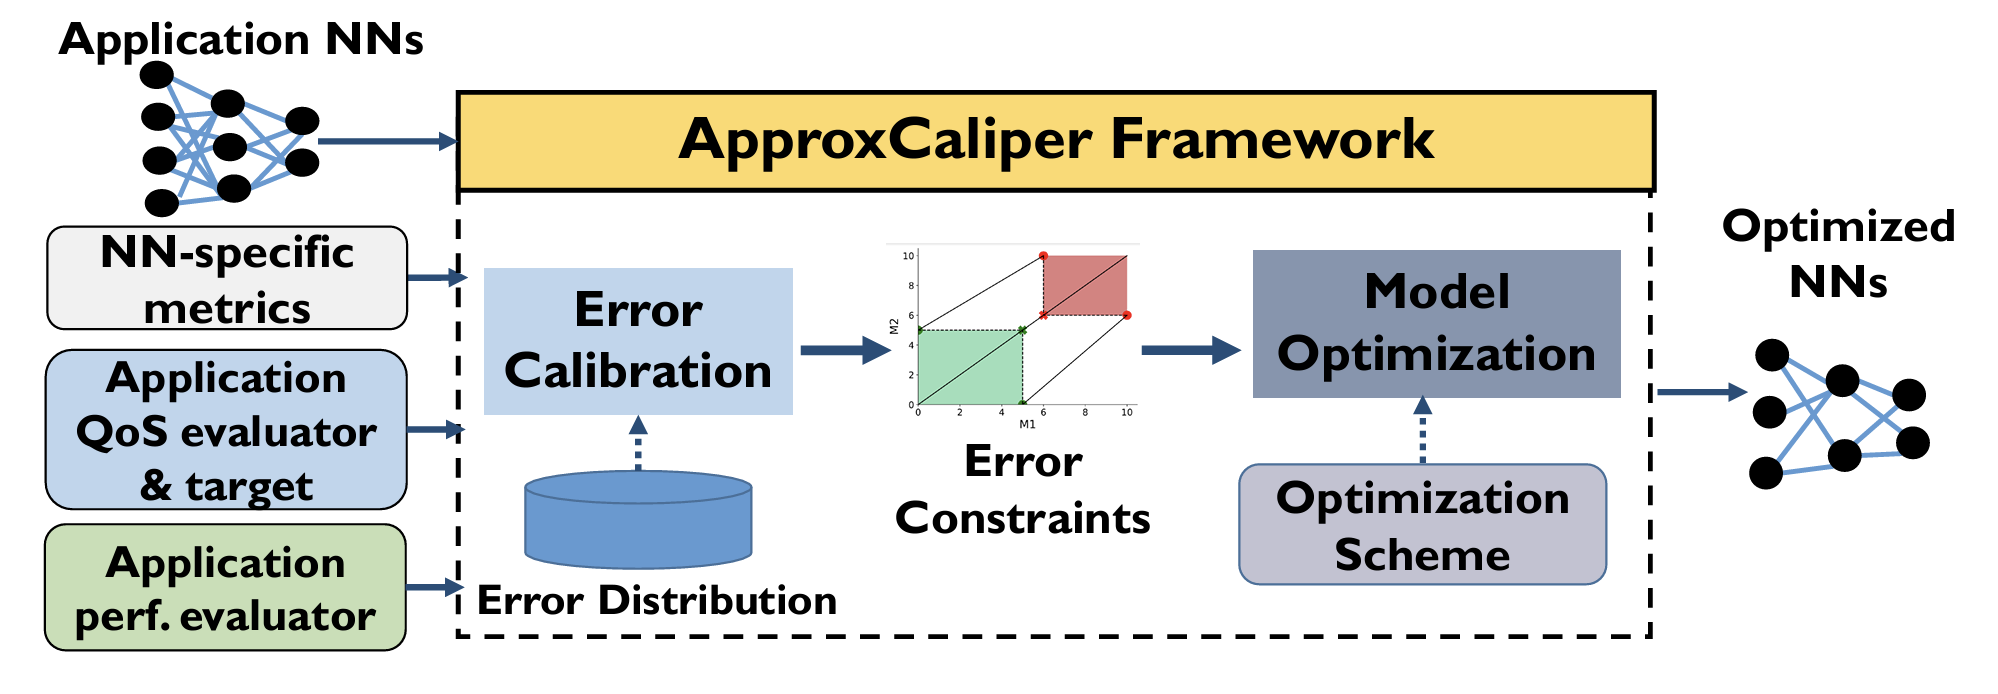 Application NNs
ApproxCaliper Framework
NN-specific
metrics
Application
QoS evaluator
& target
Application
perf. evaluator
Error
Calibration
Error Distribution
M2
10
8
6
4
2
0
0 2 4 6 8 10
M1
Error
Constraints
Model
Optimization
Optimization
Scheme
Optimized
NNs